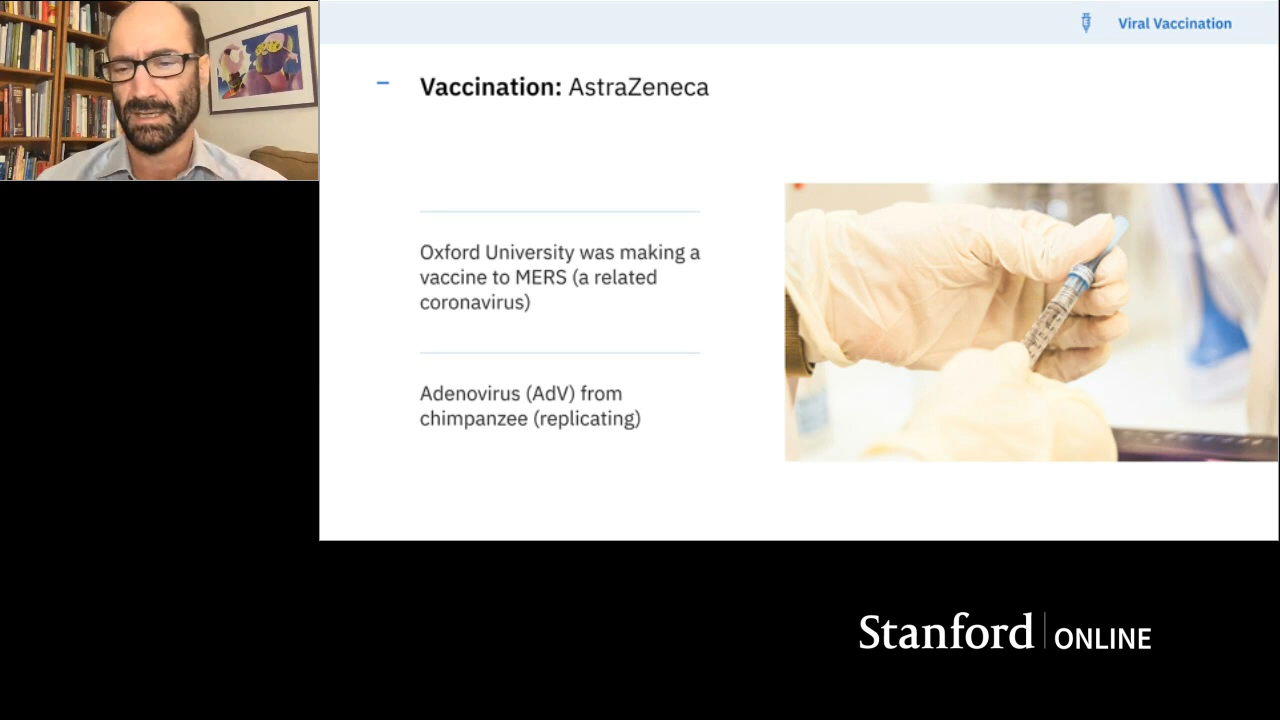 Viral Vaccination
Vaccination: AstraZeneca
Oxford University was making a
vaccine to MERS (a related
coronavirus)
Adenovirus (AdV) from
chimpanzee (replicating)
Stanford ONLINE